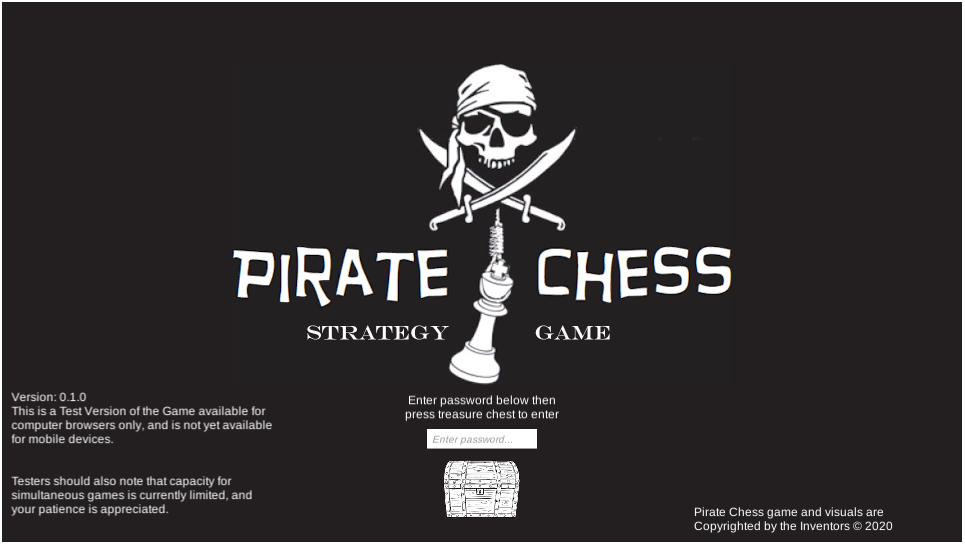 PIRATE CHESS
STRATEGY GAME
Version: 0.1.0
This is a Test Version of the Game available for
computer browsers only, and is not yet available
for mobile devices.
Testers should also note that capacity for
simultaneous games is currently limited, and
your patience is appreciated.
Enter password below then
press treasure chest to enter
Enter password...
Pirate Chess game and visuals are
Copyrighted by the Inventors © 2020